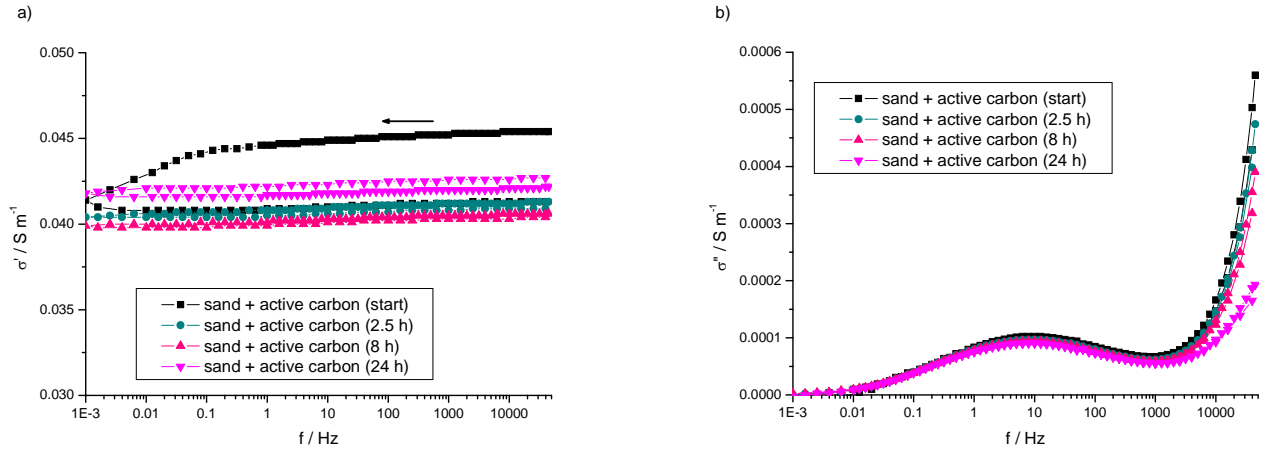 a)
0.050
0.045
0.040
0.035
0.030
σ' / S m-1
sand + active carbon (start)
sand + active carbon (2.5 h)
sand + active carbon (8 h)
sand + active carbon (24 h)
1E-3 0.01 0.1 1 10 100 1000 10000
f / Hz
b)
0.0006
0.0005
0.0004
0.0003
0.0002
0.0001
0.0000
σ'' / S m-1
sand + active carbon (start)
sand + active carbon (2.5 h)
sand + active carbon (8 h)
sand + active carbon (24 h)
1E-3 0.01 0.1 1 10 100 1000 10000
f / Hz